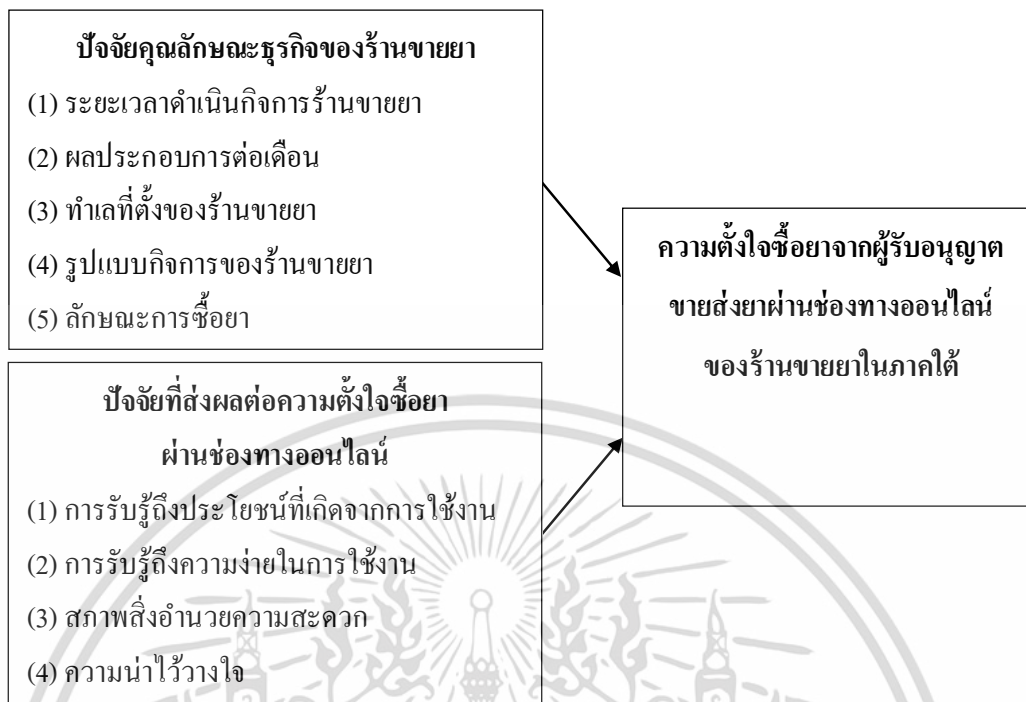 ปัจจัยคุณลักษณะธุรกิจของร้านขายยา
(1) ระยะเวลาดำเนินกิจการร้านขายยา
(2) ผลประกอบการต่อเดือน
(3) ทำเลที่ตั้งของร้านขายยา
(4) รูปแบบกิจการของร้านขายยา
(5) ลักษณะการซื้อยา
ปัจจัยที่ส่งผลต่อความตั้งใจซื้อยา
ผ่านช่องทางออนไลน์
(1) การรับรู้ถึงประโยชน์ที่เกิดจากการใช้งาน
(2) การรับรู้ถึงความง่ายในการใช้งาน
(3) สภาพสิ่งอำนวยความสะดวก
(4) ความน่าไว้วางใจ
ความตั้งใจซื้อยาจากผู้รับอนุญาต
ขายส่งยาผ่านช่องทางออนไลน์
ของร้านขายยาในภาคใต้